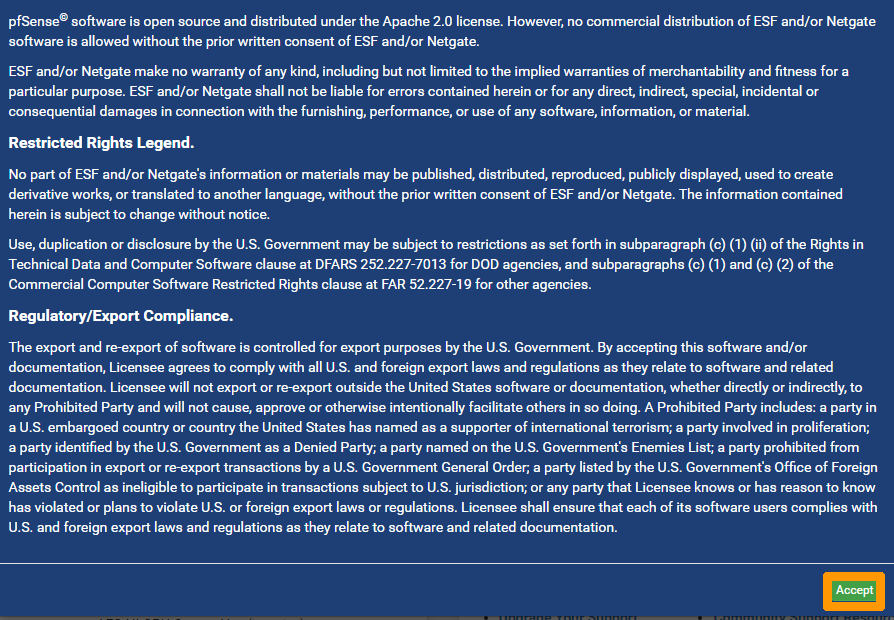 pfSense© software is open source and distributed under the Apache 2.0 license. However, no commercial distribution of ESF and/or Netgate
software is allowed without the prior written consent of ESF and/or Netgate.
ESF and/or Netgate make no warranty of any kind, including but not limited to the implied warranties of merchantability and fitness for a
particular purpose. ESF and/or Netgate shall not be liable for errors contained herein or for any direct, indirect, special, incidental or
consequential damages in connection with the furnishing, performance, or use of any software, information, or material.
Restricted Rights Legend.
No part of ESF and/or Netgate's information or materials may be published, distributed, reproduced, publicly displayed, used to create
derivative works, or translated to another language, without the prior written consent of ESF and/or Netgate. The information contained
herein is subject to change without notice.
Use, duplication or disclosure by the U.S. Government may be subject to restrictions as set forth in subparagraph (c) (1) (ii) of the Rights in
Technical Data and Computer Software clause at DFARS 252.227-7013 for DOD agencies, and subparagraphs (c) (1) and (c) (2) of the
Commercial Computer Software Restricted Rights clause at FAR 52.227-19 for other agencies.
Regulatory/Export Compliance.
The export and re-export of software is controlled for export purposes by the U.S. Government. By accepting this software and/or
documentation, Licensee agrees to comply with all U.S. and foreign export laws and regulations as they relate to software and related
documentation. Licensee will not export or re-export outside the United States software or documentation, whether directly or indirectly, to
any Prohibited Party and will not cause, approve or otherwise intentionally facilitate others in so doing. A Prohibited Party includes: a party in
a U.S. embargoed country or country the United States has named as a supporter of international terrorism; a party involved in proliferation;
a party identified by the U.S. Government as a Denied Party; a party named on the U.S. Government's Enemies List; a party prohibited from
participation in export or re-export transactions by a U.S. Government General Order; a party listed by the U.S. Government's Office of Foreign
Assets Control as ineligible to participate in transactions subject to U.S. jurisdiction; or any party that Licensee knows or has reason to know
has violated or plans to violate U.S. or foreign export laws or regulations. Licensee shall ensure that each of its software users complies with
U.S. and foreign export laws and regulations as they relate to software and related documentation.
Accept
Upgrade Your Support
Community Support